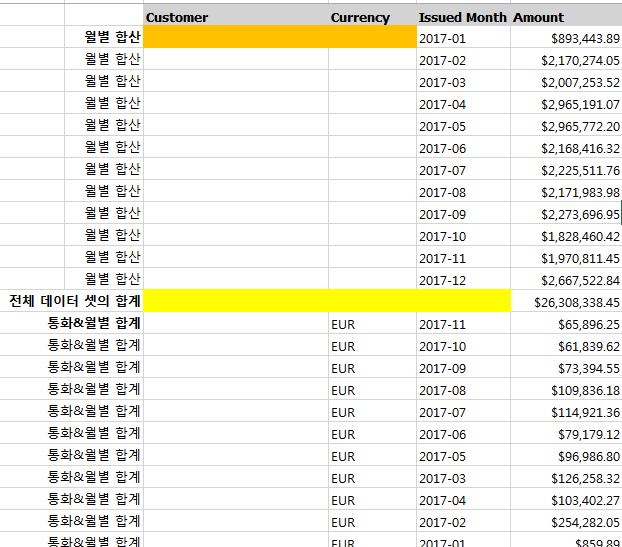 Customer Currency Issued Month Amount
월별 합산 2017-01 $893,443.89
월별 합산 2017-02 $2,170,274.05
월별 합산 2017-03 $2,007,253.52
월별 합산 2017-04 $2,965,191.07
월별 합산 2017-05 $2,965,772.20
월별 합산 2017-06 $2,168,416.32
월별 합산 2017-07 $2,225,511.76
월별 합산 2017-08 $2,171,983.98
월별 합산 2017-09 $2,273,696.95
월별 합산 2017-10 $1,828,460.42
월별 합산 2017-11 $1,970,811.45
월별 합산 2017-12 $2,667,522.84
전체 데이터 셋의 합계 $26,308,338.45
통화&월별 합계 EUR 2017-11 $65,896.25
통화&월별 합계 EUR 2017-10 $61,839.62
통화&월별 합계 EUR 2017-09 $73,394.55
통화&월별 합계 EUR 2017-08 $109,836.18
통화&월별 합계 EUR 2017-07 $114,921.36
통화&월별 합계 EUR 2017-06 $79,179.12
통화&월별 합계 EUR 2017-05 $96,986.80
통화&월별 합계 EUR 2017-03 $126,258.32
통화&월별 합계 EUR 2017-04 $103,402.27
통화&월별 합계 EUR 2017-02 $254,282.05
통화&월별 합계 EUR 2017-01 $859.89